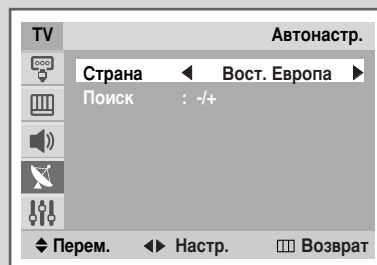 TV Автонастр.
Страна ◀ Вост. Европа ▶
Поиск : -/+
Перем. Настр. Возврат